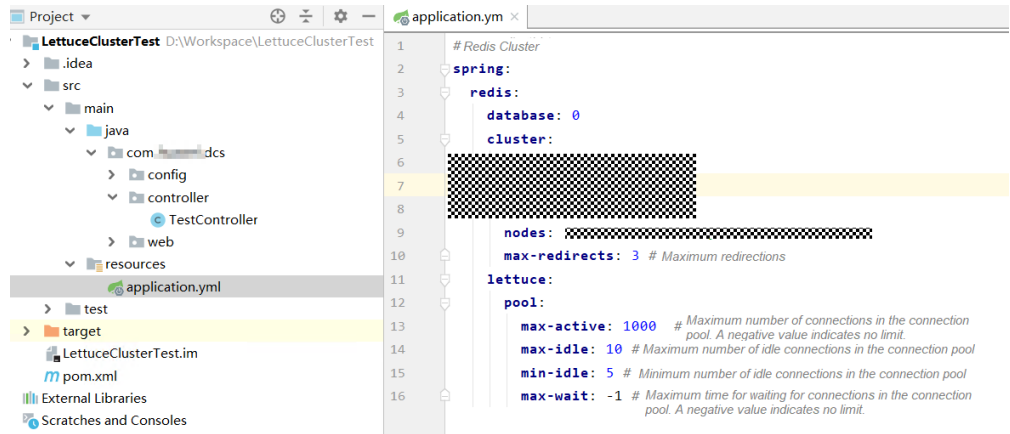 Project
LettuceClusterTest D:\Workspace\LettuceClusterTest
.idea
src
main
java
com. dcs
config
controller
TestController
web
resources
application.yml
test
target
LettuceClusterTest.im
pom.xml
External Libraries
Scratches and Consoles
application.ym
1 # Redis Cluster
2 spring:
3 redis:
4 database: 0
5 cluster:
6
7
8
9 nodes:
10 max-redirects: 3 # Maximum redirections
11 lettuce:
12 pool:
13 max-active: 1000 # Maximum number of connections in the connection
pool. A negative value indicates no limit.
14 max-idle: 10 # Maximum number of idle connections in the connection pool
15 min-idle: 5 # Minimum number of idle connections in the connection pool
16 max-wait: -1 # Maximum time for waiting for connections in the connection
pool. A negative value indicates no limit.